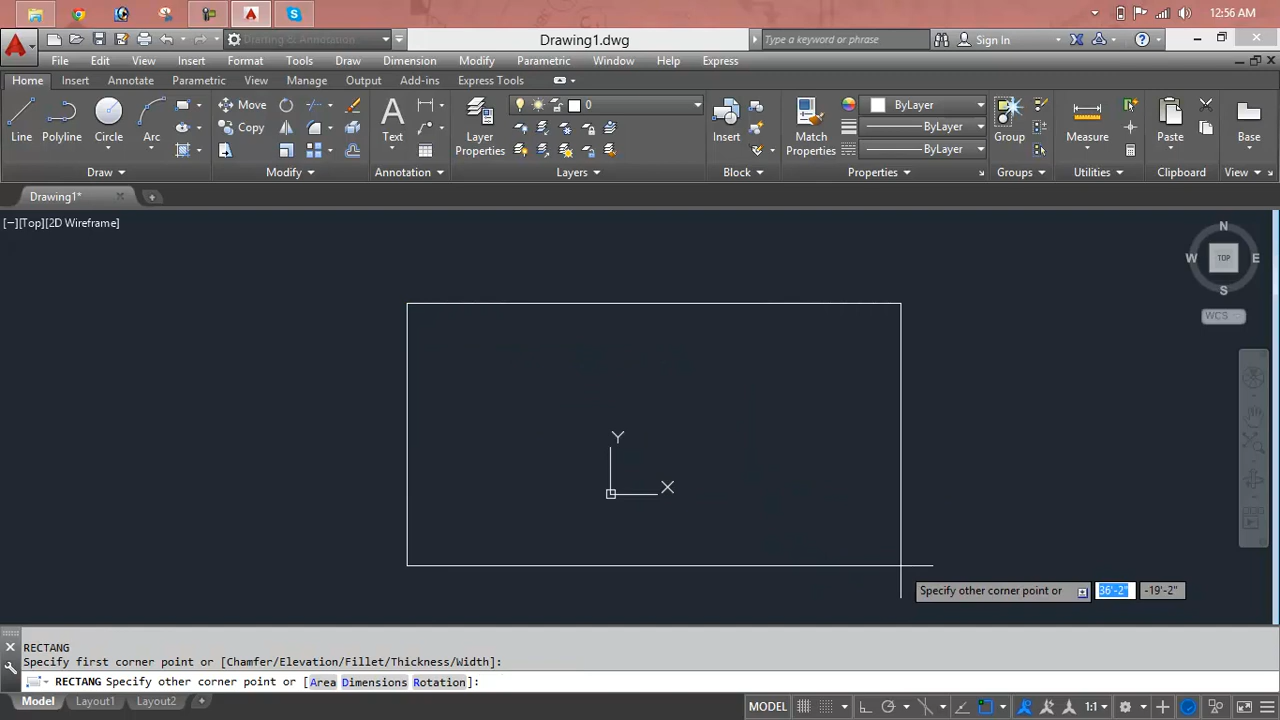 12:56 AM
Drafting & Annotation Drawing1.dwg Type a keyword or phrase Sign In
File Edit View Insert Format Tools Draw Dimension Modify Parametric Window Help Express
Home Insert Annotate Parametric View Manage Output Add-ins Express Tools
Line Polyline Circle Arc Move Copy Text Layer Properties 0 Insert Match Properties ByLayer ByLayer ByLayer Group Measure Paste Base
Draw Modify Annotation Layers Block Properties Groups Utilities Clipboard View
Drawing1*
[−][Top][2D Wireframe]
N
W TOP E
S
WCS
Y
X
Specify other corner point or 36'-2" -19'-2"
RECTANG
Specify first corner point or [Chamfer/Elevation/Fillet/Thickness/Width]:
RECTANG Specify other corner point or [Area Dimensions Rotation]:
Model Layout1 Layout2 + MODEL 1:1